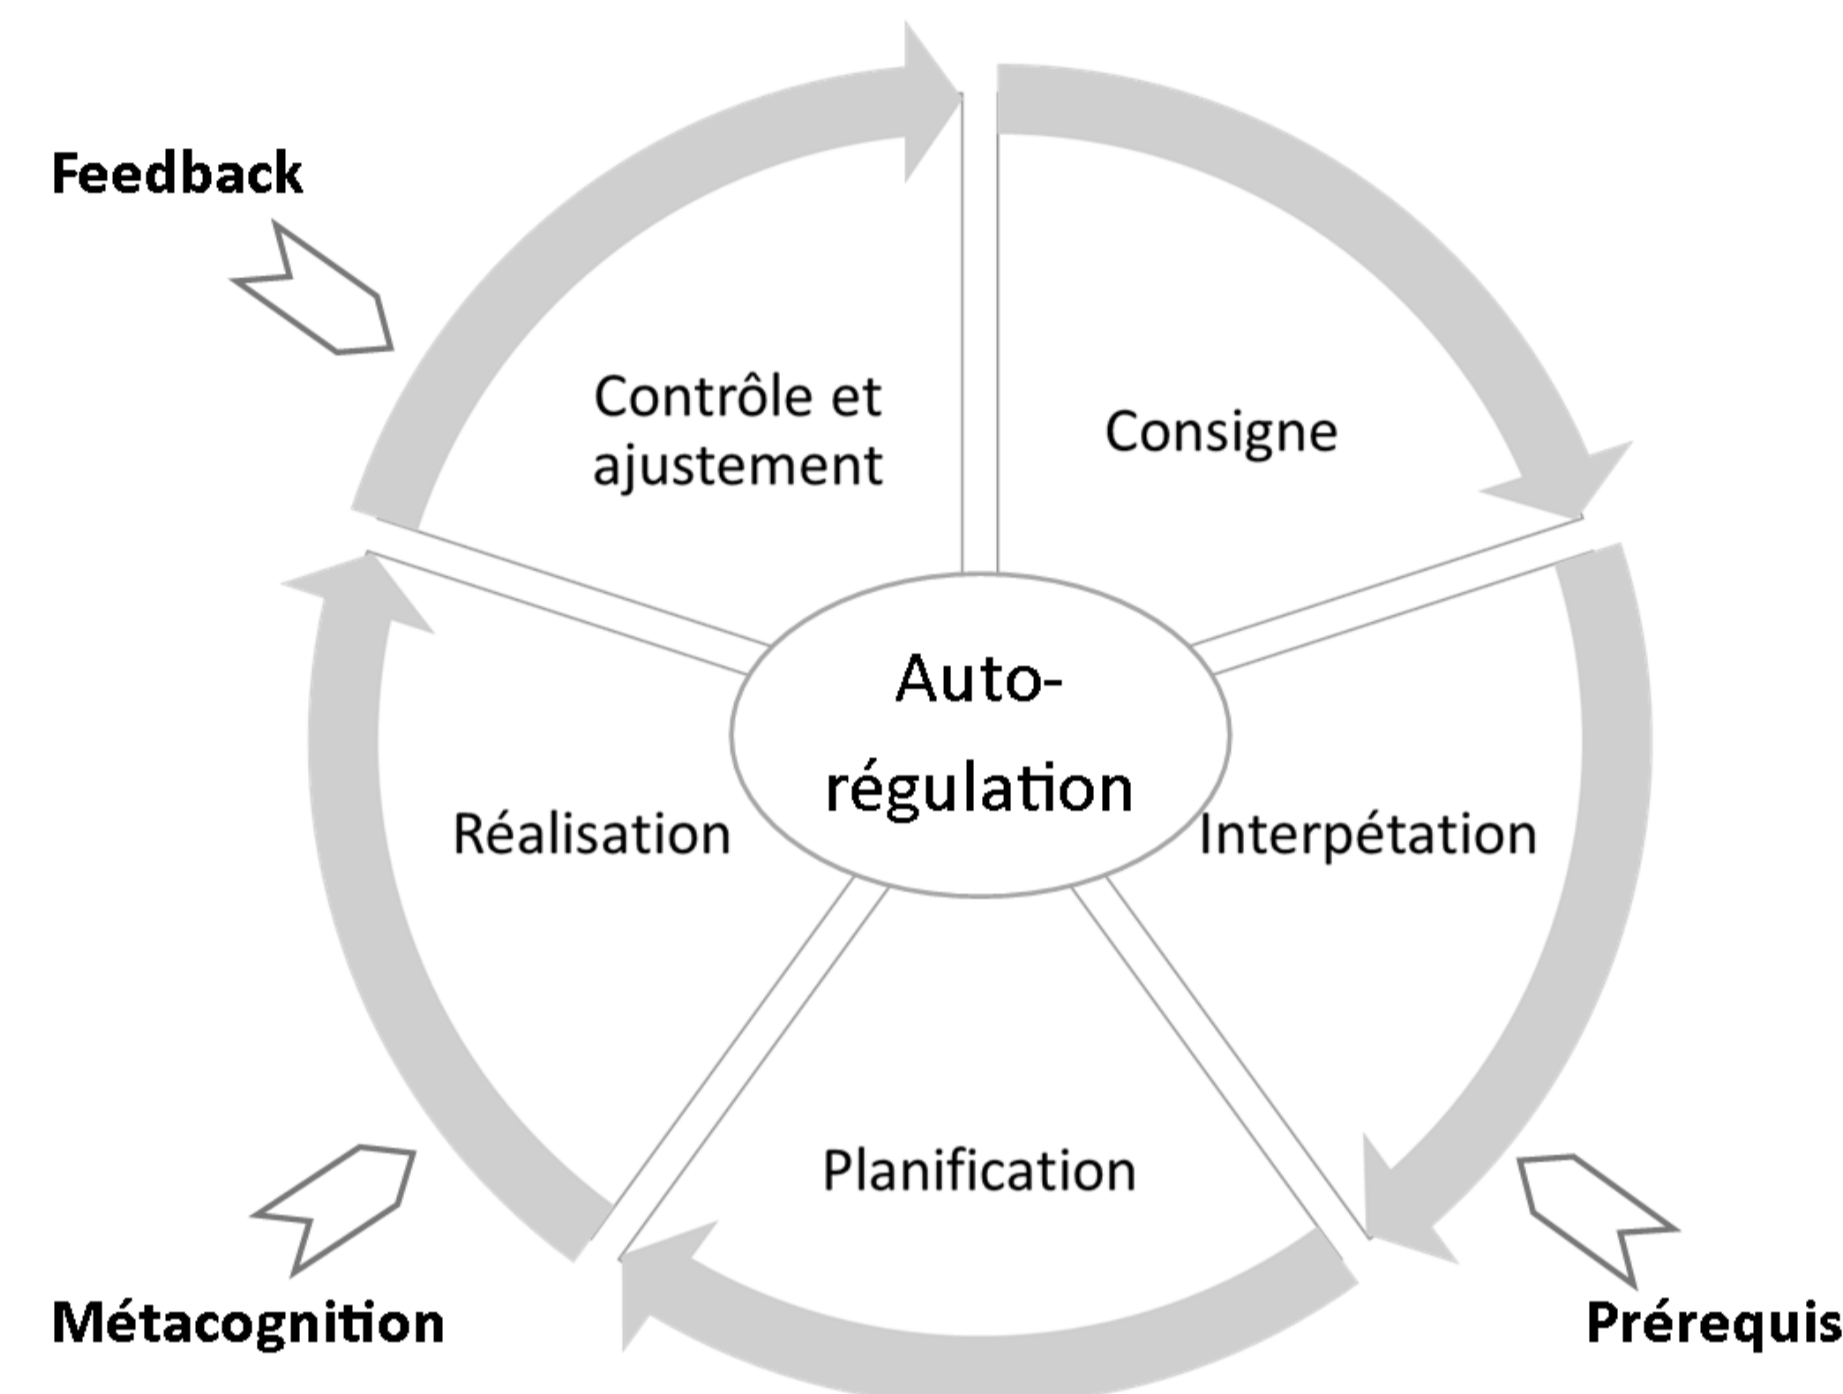 Feedback
Contrôle et
ajustement
Consigne
Auto-
régulation
Réalisation
Interpétation
Planification
Métacognition
Prérequis